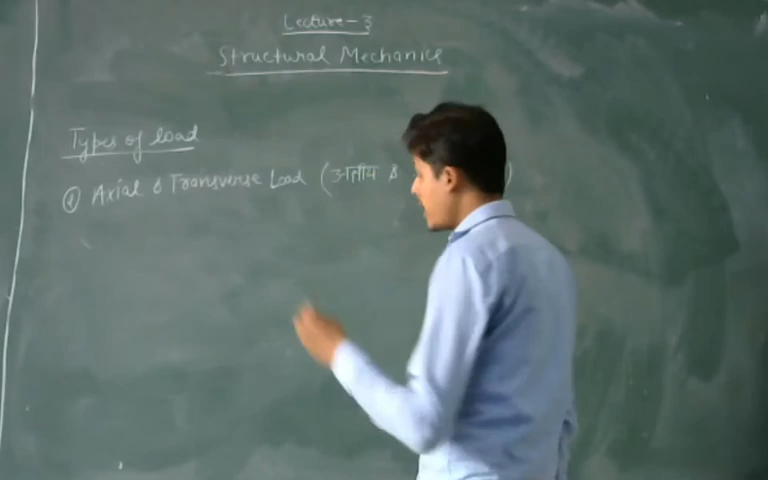 Lecture-3
Structural Mechanics
Types of load
① Axial & Transverse Load (अक्षीय & )